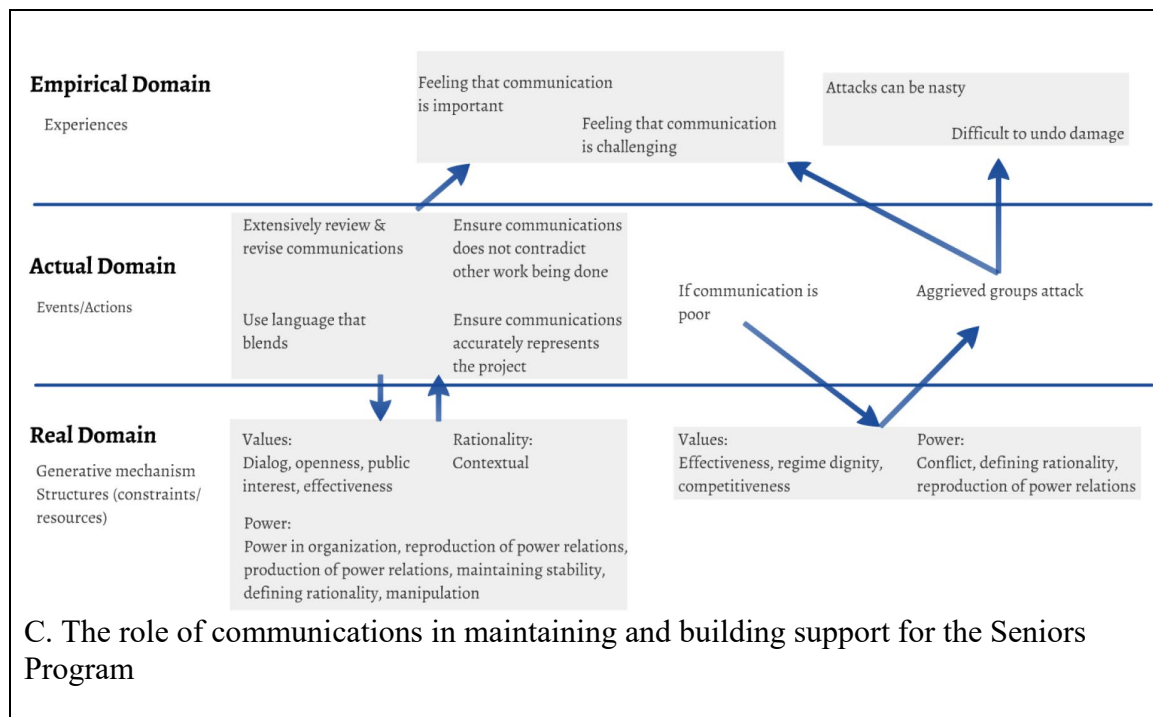 Empirical Domain
Experiences
Feeling that communication
is important
Feeling that communication
is challenging
Attacks can be nasty
Difficult to undo damage
Actual Domain
Events/Actions
Extensively review &
revise communications
Ensure communications
does not contradict
other work being done
Use language that
blends
Ensure communications
accurately represents
the project
If communication is
poor
Aggrieved groups attack
Real Domain
Generative mechanism
Structures (constraints/
resources)
Values:
Dialog, openness, public
interest, effectiveness
Rationality:
Contextual
Power:
Power in organization, reproduction of power relations,
production of power relations, maintaining stability,
defining rationality, manipulation
Values:
Effectiveness, regime dignity,
competitiveness
Power:
Conflict, defining rationality,
reproduction of power relations
C. The role of communications in maintaining and building support for the Seniors
Program